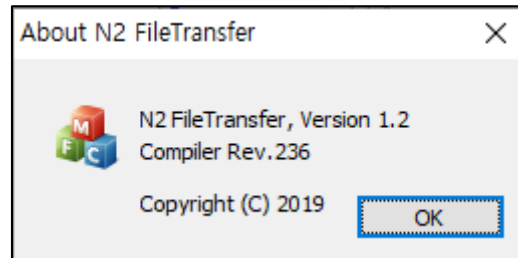 About N2 FileTransfer
M
F
C
N2 FileTransfer, Version 1.2
Compiler Rev.236
Copyright (C) 2019
OK